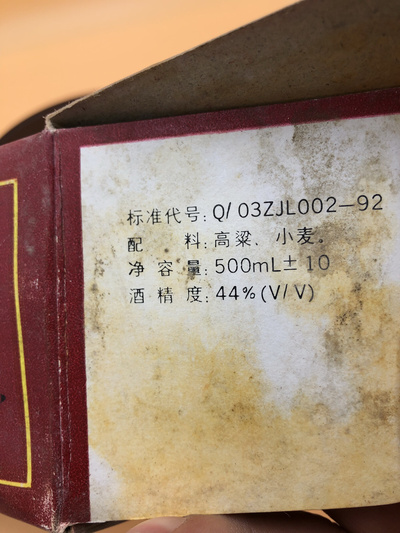 标准代号: Q/ 03ZJL002-92
配 料: 高粱、小麦。
净 容 量: 500mL±10
酒 精 度: 44%(V/V)